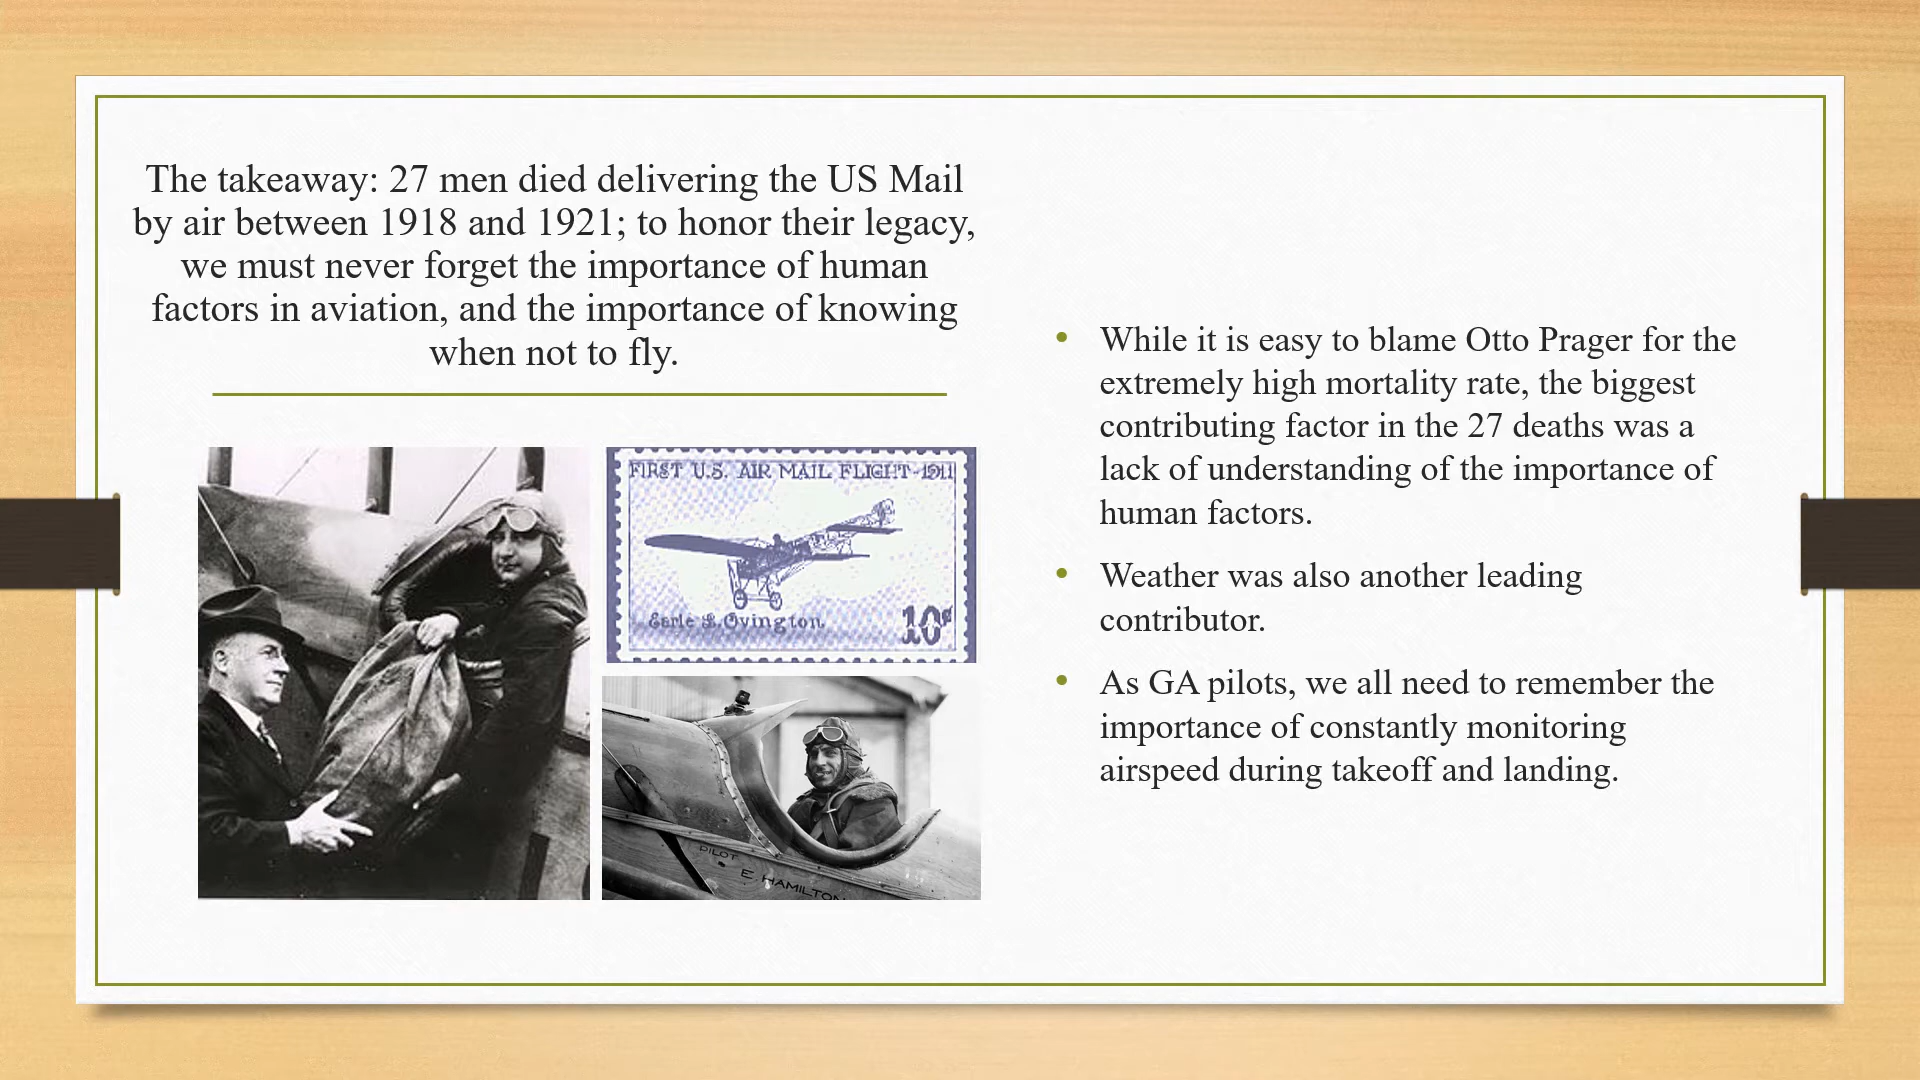 The takeaway: 27 men died delivering the US Mail
by air between 1918 and 1921; to honor their legacy,
we must never forget the importance of human
factors in aviation, and the importance of knowing
when not to fly.
FIRST U.S. AIR MAIL FLIGHT-1911
Earle L. Ovington
10¢
PILOT
E. HAMILTON
• While it is easy to blame Otto Prager for the
extremely high mortality rate, the biggest
contributing factor in the 27 deaths was a
lack of understanding of the importance of
human factors.
• Weather was also another leading
contributor.
• As GA pilots, we all need to remember the
importance of constantly monitoring
airspeed during takeoff and landing.